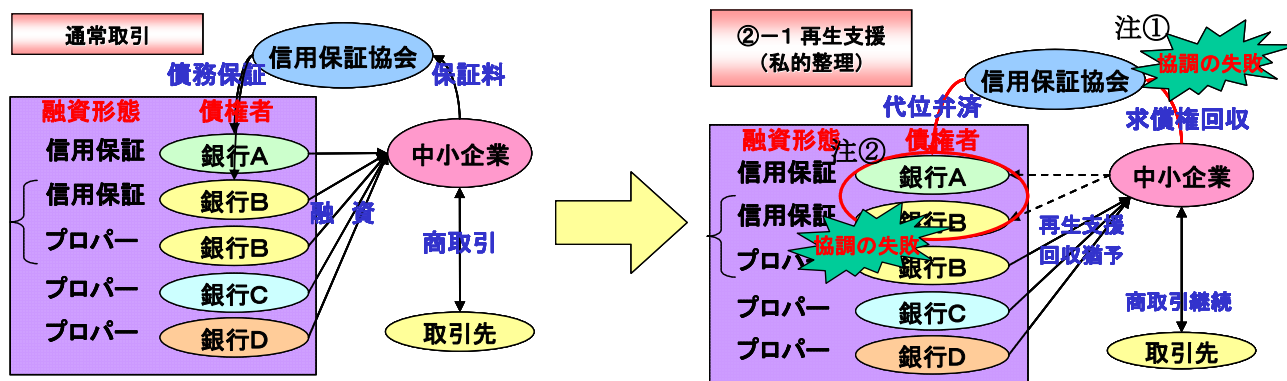 通常取引
信用保証協会
債務保証
保証料
融資形態
債権者
信用保証
銀行A
中小企業
信用保証
銀行B
融 資
プロパー
銀行B
商取引
プロパー
銀行C
プロパー
銀行D
取引先
②－1 再生支援
（私的整理）
注①
協調の失敗
信用保証協会
代位弁済
求償権回収
融資形態
債権者
注②
信用保証
銀行A
中小企業
信用保証
銀行B
協調の失敗
再生支援
回収猶予
プロパー
銀行B
プロパー
銀行C
商取引継続
プロパー
銀行D
取引先